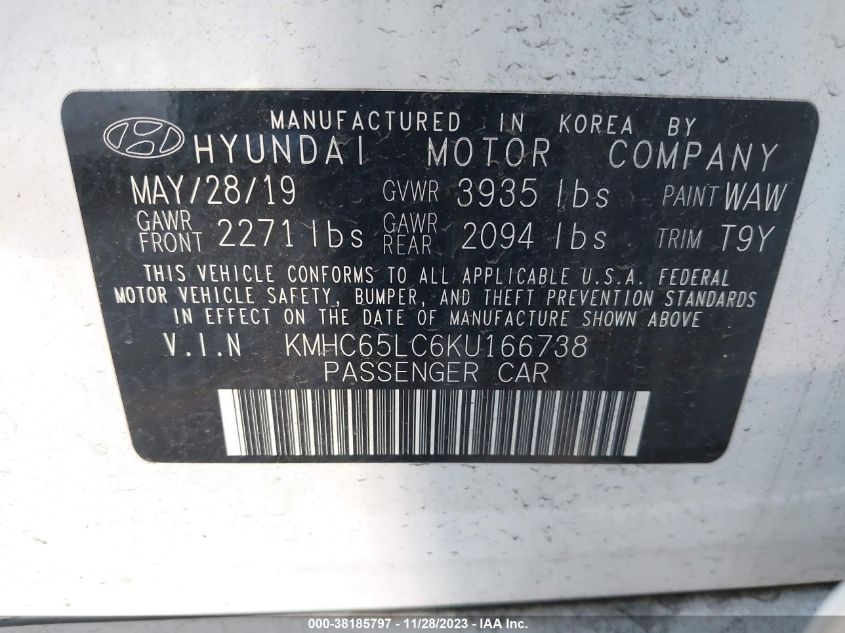 MANUFACTURED IN KOREA BY
HYUNDAI MOTOR COMPANY
MAY/28/19 GVWR 3935 lbs PAINT WAW
GAWR FRONT 2271 lbs GAWR REAR 2094 lbs TRIM T9Y
THIS VEHICLE CONFORMS TO ALL APPLICABLE U.S.A. FEDERAL
MOTOR VEHICLE SAFETY, BUMPER, AND THEFT PREVENTION STANDARDS
IN EFFECT ON THE DATE OF MANUFACTURE SHOWN ABOVE
V.I.N KMHC65LC6KU166738
PASSENGER CAR
000-38185797 - 11/28/2023 - IAAI.com